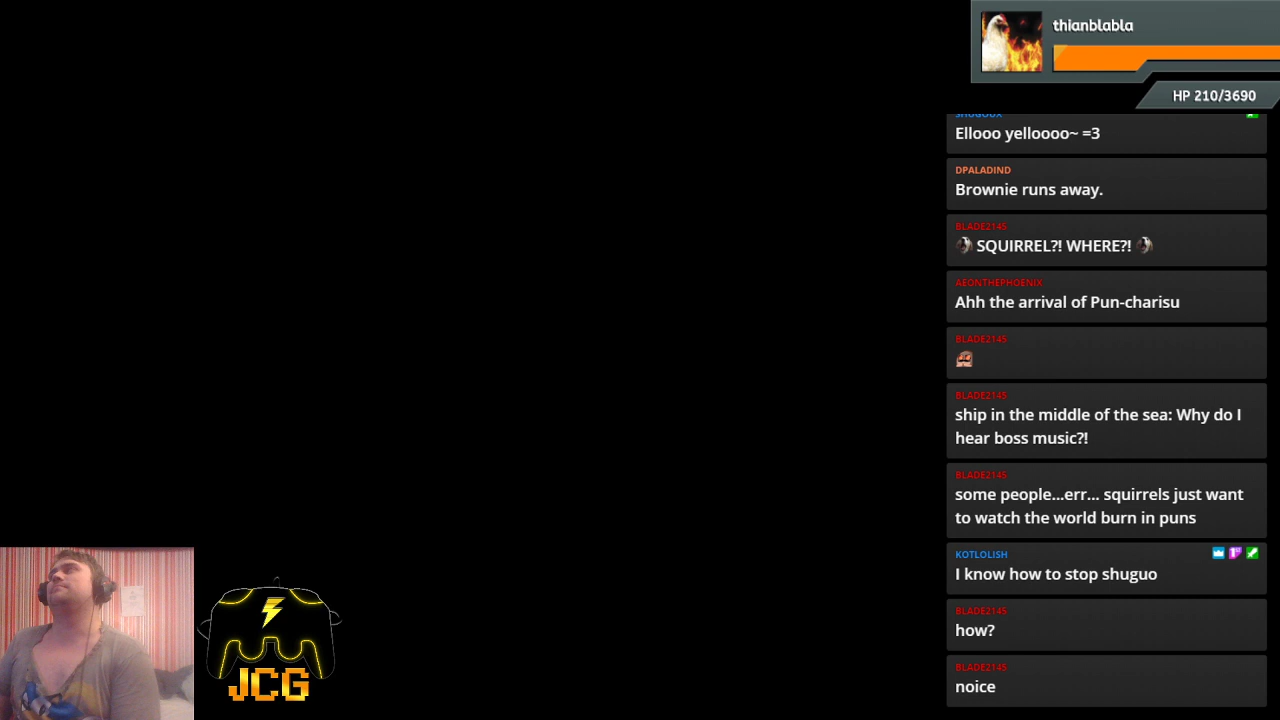 thianblabla
HP 210/3690
Ellooo yelloooo~ =3
DPALADIND
Brownie runs away.
BLADE2145
SQUIRREL?! WHERE?!
AEONTHEPHOENIX
Ahh the arrival of Pun-charisu
BLADE2145
BLADE2145
ship in the middle of the sea: Why do I
hear boss music?!
BLADE2145
some people...err... squirrels just want
to watch the world burn in puns
KOTLOLISH
I know how to stop shuguo
BLADE2145
how?
BLADE2145
noice
JCG